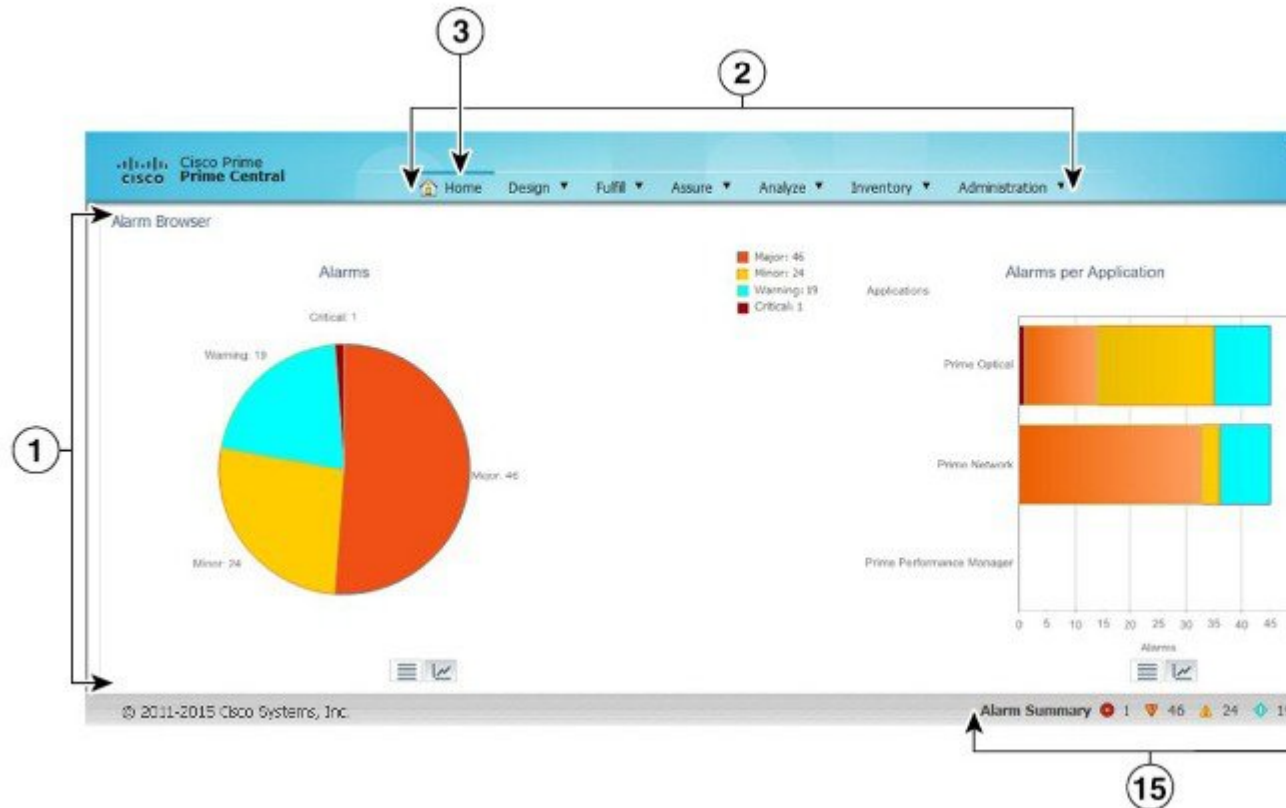 3
2
Cisco Prime
CISCO Prime Central
Home Design Fulfill Assure Analyze Inventory Administration
Alarm Browser
Alarms
Critical: 1
Warning: 19
Major: 46
Minor: 24
Major: 46
Minor: 24
Warning: 19
Critical: 1
Alarms per Application
Applications
Prime Optical
Prime Network
Prime Performance Manager
0 5 10 15 20 25 30 35 40 45
Alarms
1
© 2011-2015 Cisco Systems, Inc.
Alarm Summary 1 46 24
15